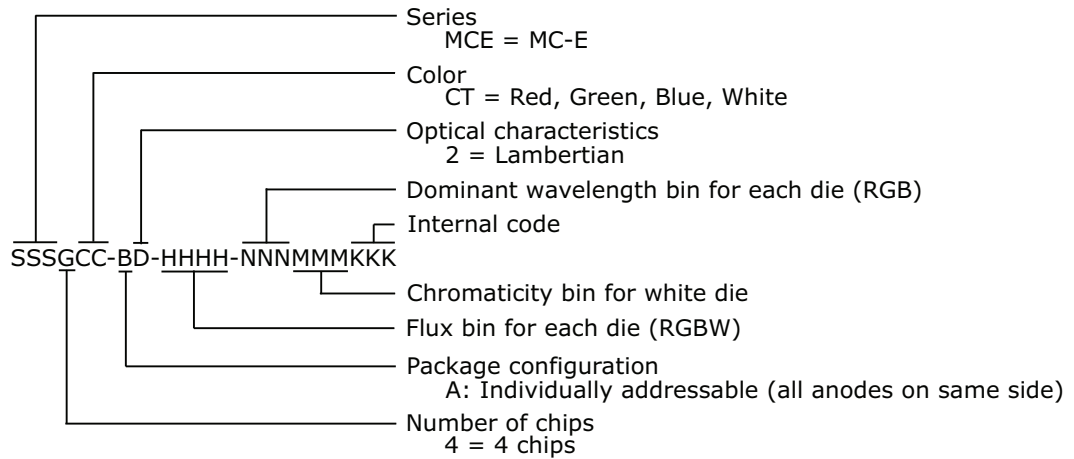 Series
MCE = MC-E
Color
CT = Red, Green, Blue, White
Optical characteristics
2 = Lambertian
Dominant wavelength bin for each die (RGB)
Internal code
SSSGCC-BD-HHHH-NNNMMMKKK
Chromaticity bin for white die
Flux bin for each die (RGBW)
Package configuration
A: Individually addressable (all anodes on same side)
Number of chips
4 = 4 chips